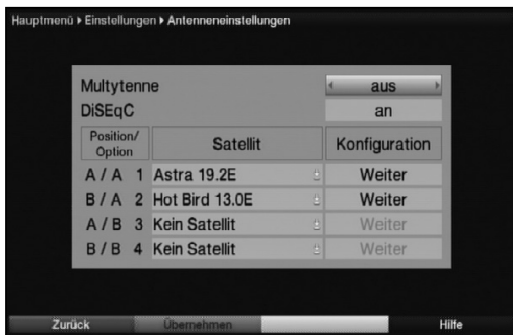 Hauptmenü ▸ Einstellungen ▸ Antenneneinstellungen
Multytenne aus
DiSEqC an
Position/
Option Satellit Konfiguration
A / A 1 Astra 19.2E Weiter
B / A 2 Hot Bird 13.0E Weiter
A / B 3 Kein Satellit Weiter
B / B 4 Kein Satellit Weiter
Zurück Übernehmen Hilfe